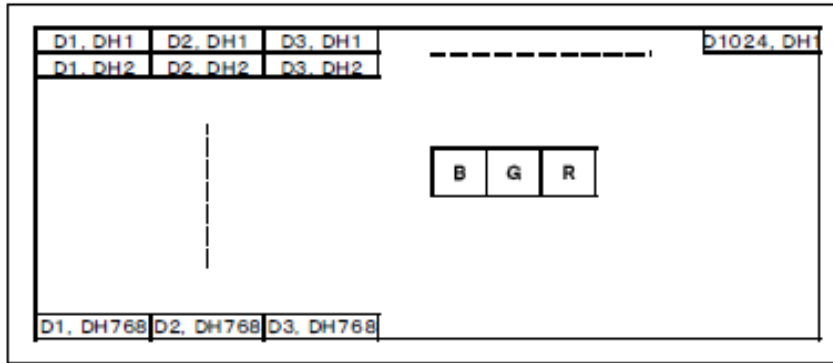 D1, DH1 D2, DH1 D3, DH1 D1024, DH1
D1, DH2 D2, DH2 D3, DH2
B G R
D1, DH768 D2, DH768 D3, DH768